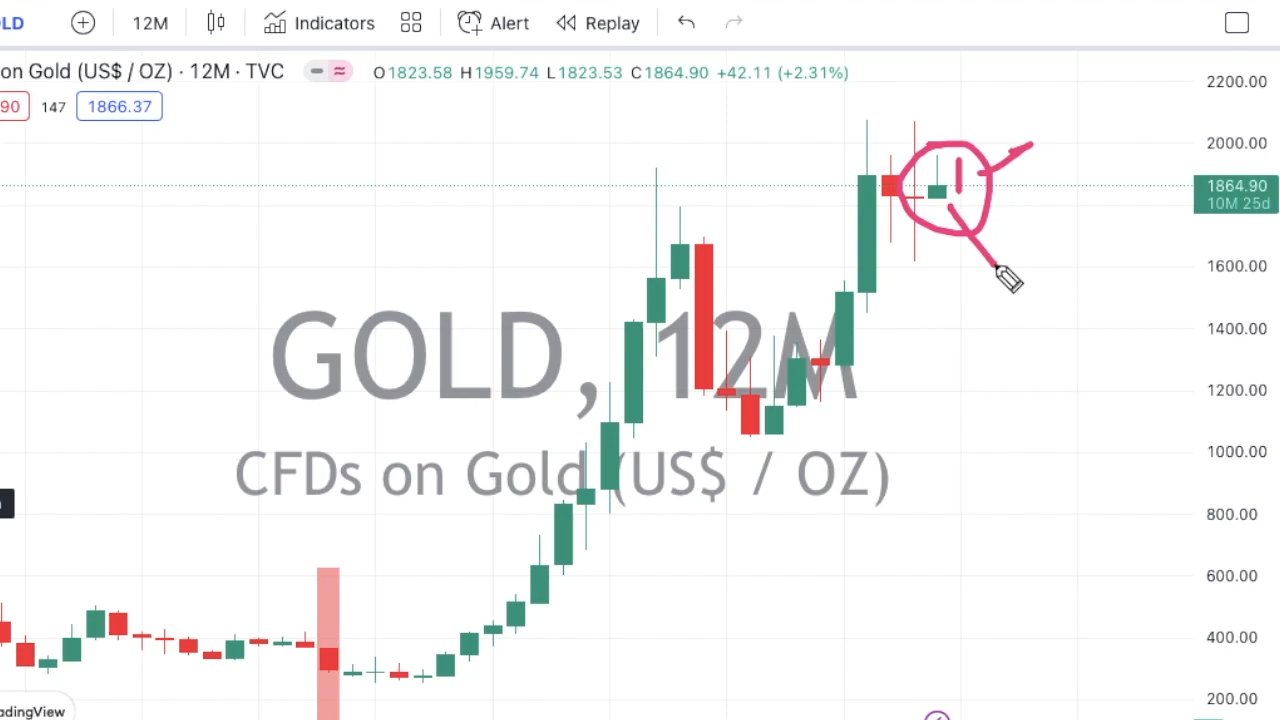 LD 12M Indicators Alert Replay
on Gold (US$ / OZ) · 12M · TVC O1823.58 H1959.74 L1823.53 C1864.90 +42.11 (+2.31%)
90 147 1866.37
2200.00
2000.00
1864.90
10M 25d
1600.00
1400.00
1200.00
1000.00
800.00
600.00
400.00
200.00
GOLD, 12M
CFDs on Gold (US$ / OZ)
adingView